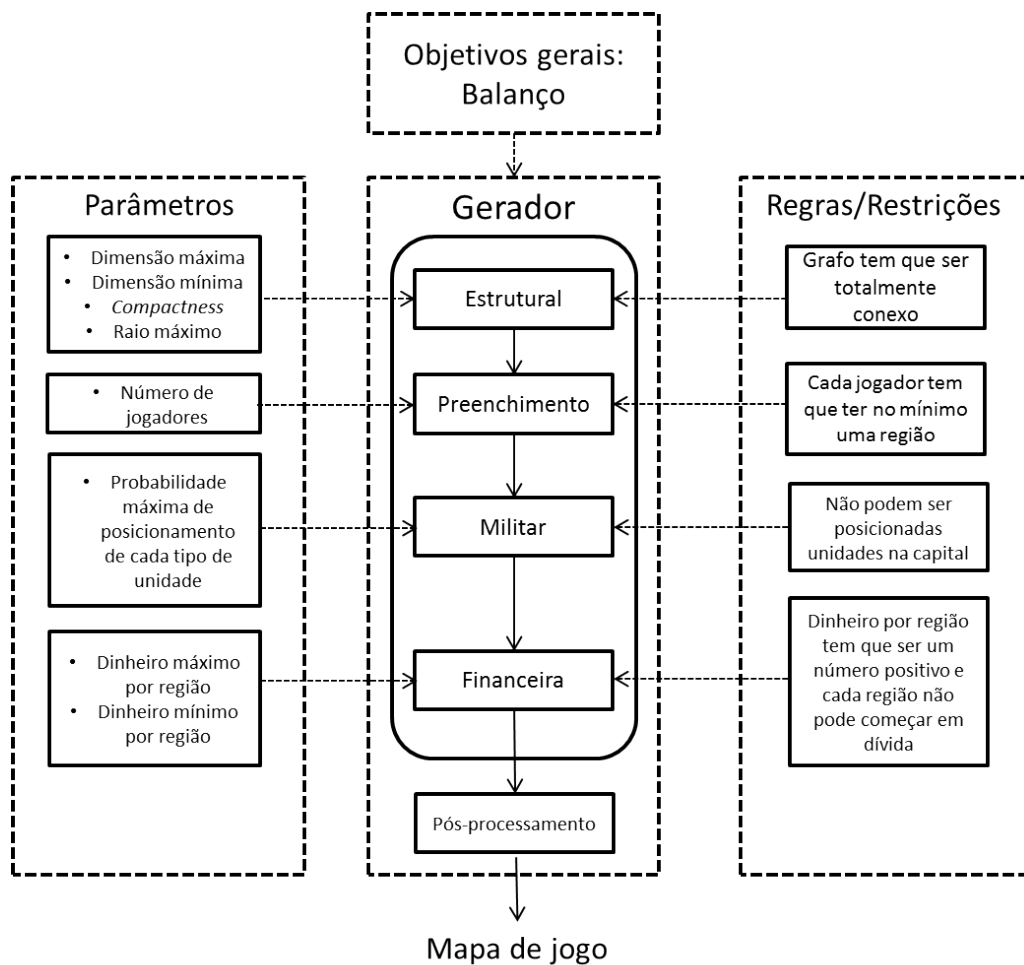 Objetivos gerais:
Balanço
Parâmetros
• Dimensão máxima
• Dimensão mínima
• Compactness
• Raio máximo
• Número de
jogadores
• Probabilidade
máxima de
posicionamento
de cada tipo de
unidade
• Dinheiro máximo
por região
• Dinheiro mínimo
por região
Gerador
Estrutural
Preenchimento
Militar
Financeira
Pós-processamento
Regras/Restrições
Grafo tem que ser
totalmente
conexo
Cada jogador tem
que ter no mínimo
uma região
Não podem ser
posicionadas
unidades na capital
Dinheiro por região
tem que ser um
número positivo e
cada região não
pode começar em
dívida
Mapa de jogo